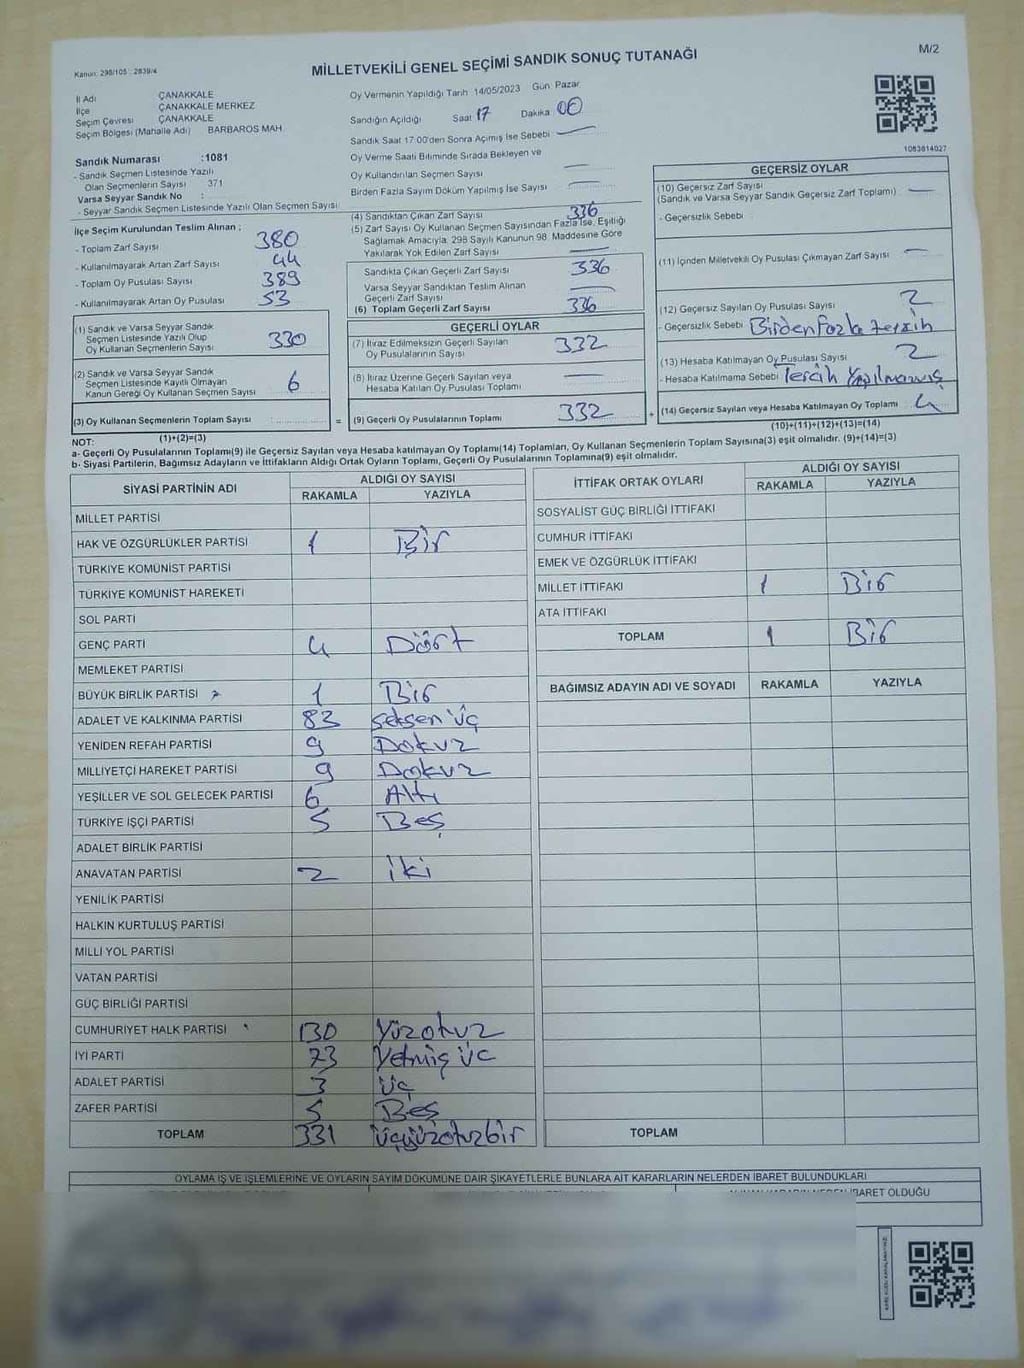 M/2
Kanun: 298/105 : 2839/4
MİLLETVEKİLİ GENEL SEÇİMİ SANDIK SONUÇ TUTANAĞI
İl Adı ÇANAKKALE
İlçe ÇANAKKALE MERKEZ
Seçim Çevresi ÇANAKKALE
Seçim Bölgesi (Mahalle Adı) BARBAROS MAH.
Oy Vermenin Yapıldığı Tarih 14/05/2023 Gün Pazar
Sandığın Açıldığı Saat 17 Dakika 00
Sandık Saat 17:00'den Sonra Açılmış İse Sebebi —
Oy Verme Saati Bitiminde Sırada Bekleyen ve
Oy Kullandırılan Seçmen Sayısı —
Birden Fazla Sayım Döküm Yapılmış İse Sayısı —
1083814027
Sandık Numarası :1081
- Sandık Seçmen Listesinde Yazılı
Olan Seçmenlerin Sayısı 371
Varsa Seyyar Sandık No :
- Seyyar Sandık Seçmen Listesinde Yazılı Olan Seçmen Sayısı:
İlçe Seçim Kurulundan Teslim Alınan ;
- Toplam Zarf Sayısı 380
- Kullanılmayarak Artan Zarf Sayısı 44
- Toplam Oy Pusulası Sayısı 389
- Kullanılmayarak Artan Oy Pusulası 53
(1) Sandık ve Varsa Seyyar Sandık
Seçmen Listesinde Yazılı Olup
Oy Kullanan Seçmenlerin Sayısı 330
(2) Sandık ve Varsa Seyyar Sandık
Seçmen Listesinde Kayıtlı Olmayan
Kanun Gereği Oy Kullanan Seçmen Sayısı 6
(3) Oy Kullanan Seçmenlerin Toplam Sayısı =
(1)+(2)=(3)
(4) Sandıktan Çıkan Zarf Sayısı 336
(5) Zarf Sayısı Oy Kullanan Seçmen Sayısından Fazla İse, Eşitliği
Sağlamak Amacıyla, 298 Sayılı Kanunun 98. Maddesine Göre
Yakılarak Yok Edilen Zarf Sayısı —
Sandıkta Çıkan Geçerli Zarf Sayısı 336
Varsa Seyyar Sandıktan Teslim Alınan
Geçerli Zarf Sayısı —
(6) Toplam Geçerli Zarf Sayısı 336
GEÇERLİ OYLAR
(7) İtiraz Edilmeksizin Geçerli Sayılan
Oy Pusulalarının Sayısı 332
(8) İtiraz Üzerine Geçerli Sayılan veya
Hesaba Katılan Oy Pusulası Toplamı —
(9) Geçerli Oy Pusulalarının Toplamı 332 +
GEÇERSİZ OYLAR
(10) Geçersiz Zarf Sayısı
(Sandık ve Varsa Seyyar Sandık Geçersiz Zarf Toplamı) —
- Geçersizlik Sebebi
(11) İçinden Milletvekili Oy Pusulası Çıkmayan Zarf Sayısı —
(12) Geçersiz Sayılan Oy Pusulası Sayısı 2
- Geçersizlik Sebebi Birden fazla tercih
(13) Hesaba Katılmayan Oy Pusulası Sayısı 2
- Hesaba Katılmama Sebebi Tercih Yapılmamış
(14) Geçersiz Sayılan veya Hesaba Katılmayan Oy Toplamı 4
(10)+(11)+(12)+(13)=(14)
NOT:
a- Geçerli Oy Pusulalarının Toplamı(9) ile Geçersiz Sayılan veya Hesaba katılmayan Oy Toplamı(14) Toplamları, Oy Kullanan Seçmenlerin Toplam Sayısına(3) eşit olmalıdır. (9)+(14)=(3)
b- Siyasi Partilerin, Bağımsız Adayların ve İttifakların Aldığı Ortak Oyların Toplamı, Geçerli Oy Pusulalarının Toplamına(9) eşit olmalıdır.
SİYASİ PARTİNİN ADI ALDIĞI OY SAYISI
RAKAMLA YAZIYLA
MİLLET PARTİSİ
HAK VE ÖZGÜRLÜKLER PARTİSİ 1 Bir
TÜRKİYE KOMÜNİST PARTİSİ
TÜRKİYE KOMÜNİST HAREKETİ
SOL PARTİ
GENÇ PARTİ 4 Dört
MEMLEKET PARTİSİ
BÜYÜK BİRLİK PARTİSİ 1 Bir
ADALET VE KALKINMA PARTİSİ 83 Seksen üç
YENİDEN REFAH PARTİSİ 9 Dokuz
MİLLİYETÇİ HAREKET PARTİSİ 9 Dokuz
YEŞİLLER VE SOL GELECEK PARTİSİ 6 Altı
TÜRKİYE İŞÇİ PARTİSİ 5 Beş
ADALET BİRLİK PARTİSİ
ANAVATAN PARTİSİ 2 İki
YENİLİK PARTİSİ
HALKIN KURTULUŞ PARTİSİ
MİLLİ YOL PARTİSİ
VATAN PARTİSİ
GÜÇ BİRLİĞİ PARTİSİ
CUMHURİYET HALK PARTİSİ 130 Yüzotuz
İYİ PARTİ 73 Yetmiş üc
ADALET PARTİSİ 3 Üç
ZAFER PARTİSİ 5 Beş
TOPLAM 331 üçyüzotuzbir
İTTİFAK ORTAK OYLARI ALDIĞI OY SAYISI
RAKAMLA YAZIYLA
SOSYALİST GÜÇ BİRLİĞİ İTTİFAKI
CUMHUR İTTİFAKI
EMEK VE ÖZGÜRLÜK İTTİFAKI
MİLLET İTTİFAKI 1 Bir
ATA İTTİFAKI
TOPLAM 1 Bir
BAĞIMSIZ ADAYIN ADI VE SOYADI RAKAMLA YAZIYLA
TOPLAM
OYLAMA İŞ VE İŞLEMLERİNE VE OYLARIN SAYIM DÖKÜMÜNE DAİR ŞİKAYETLERLE BUNLARA AİT KARARLARIN NELERDEN İBARET BULUNDUKLARI
İBARET OLDUĞU